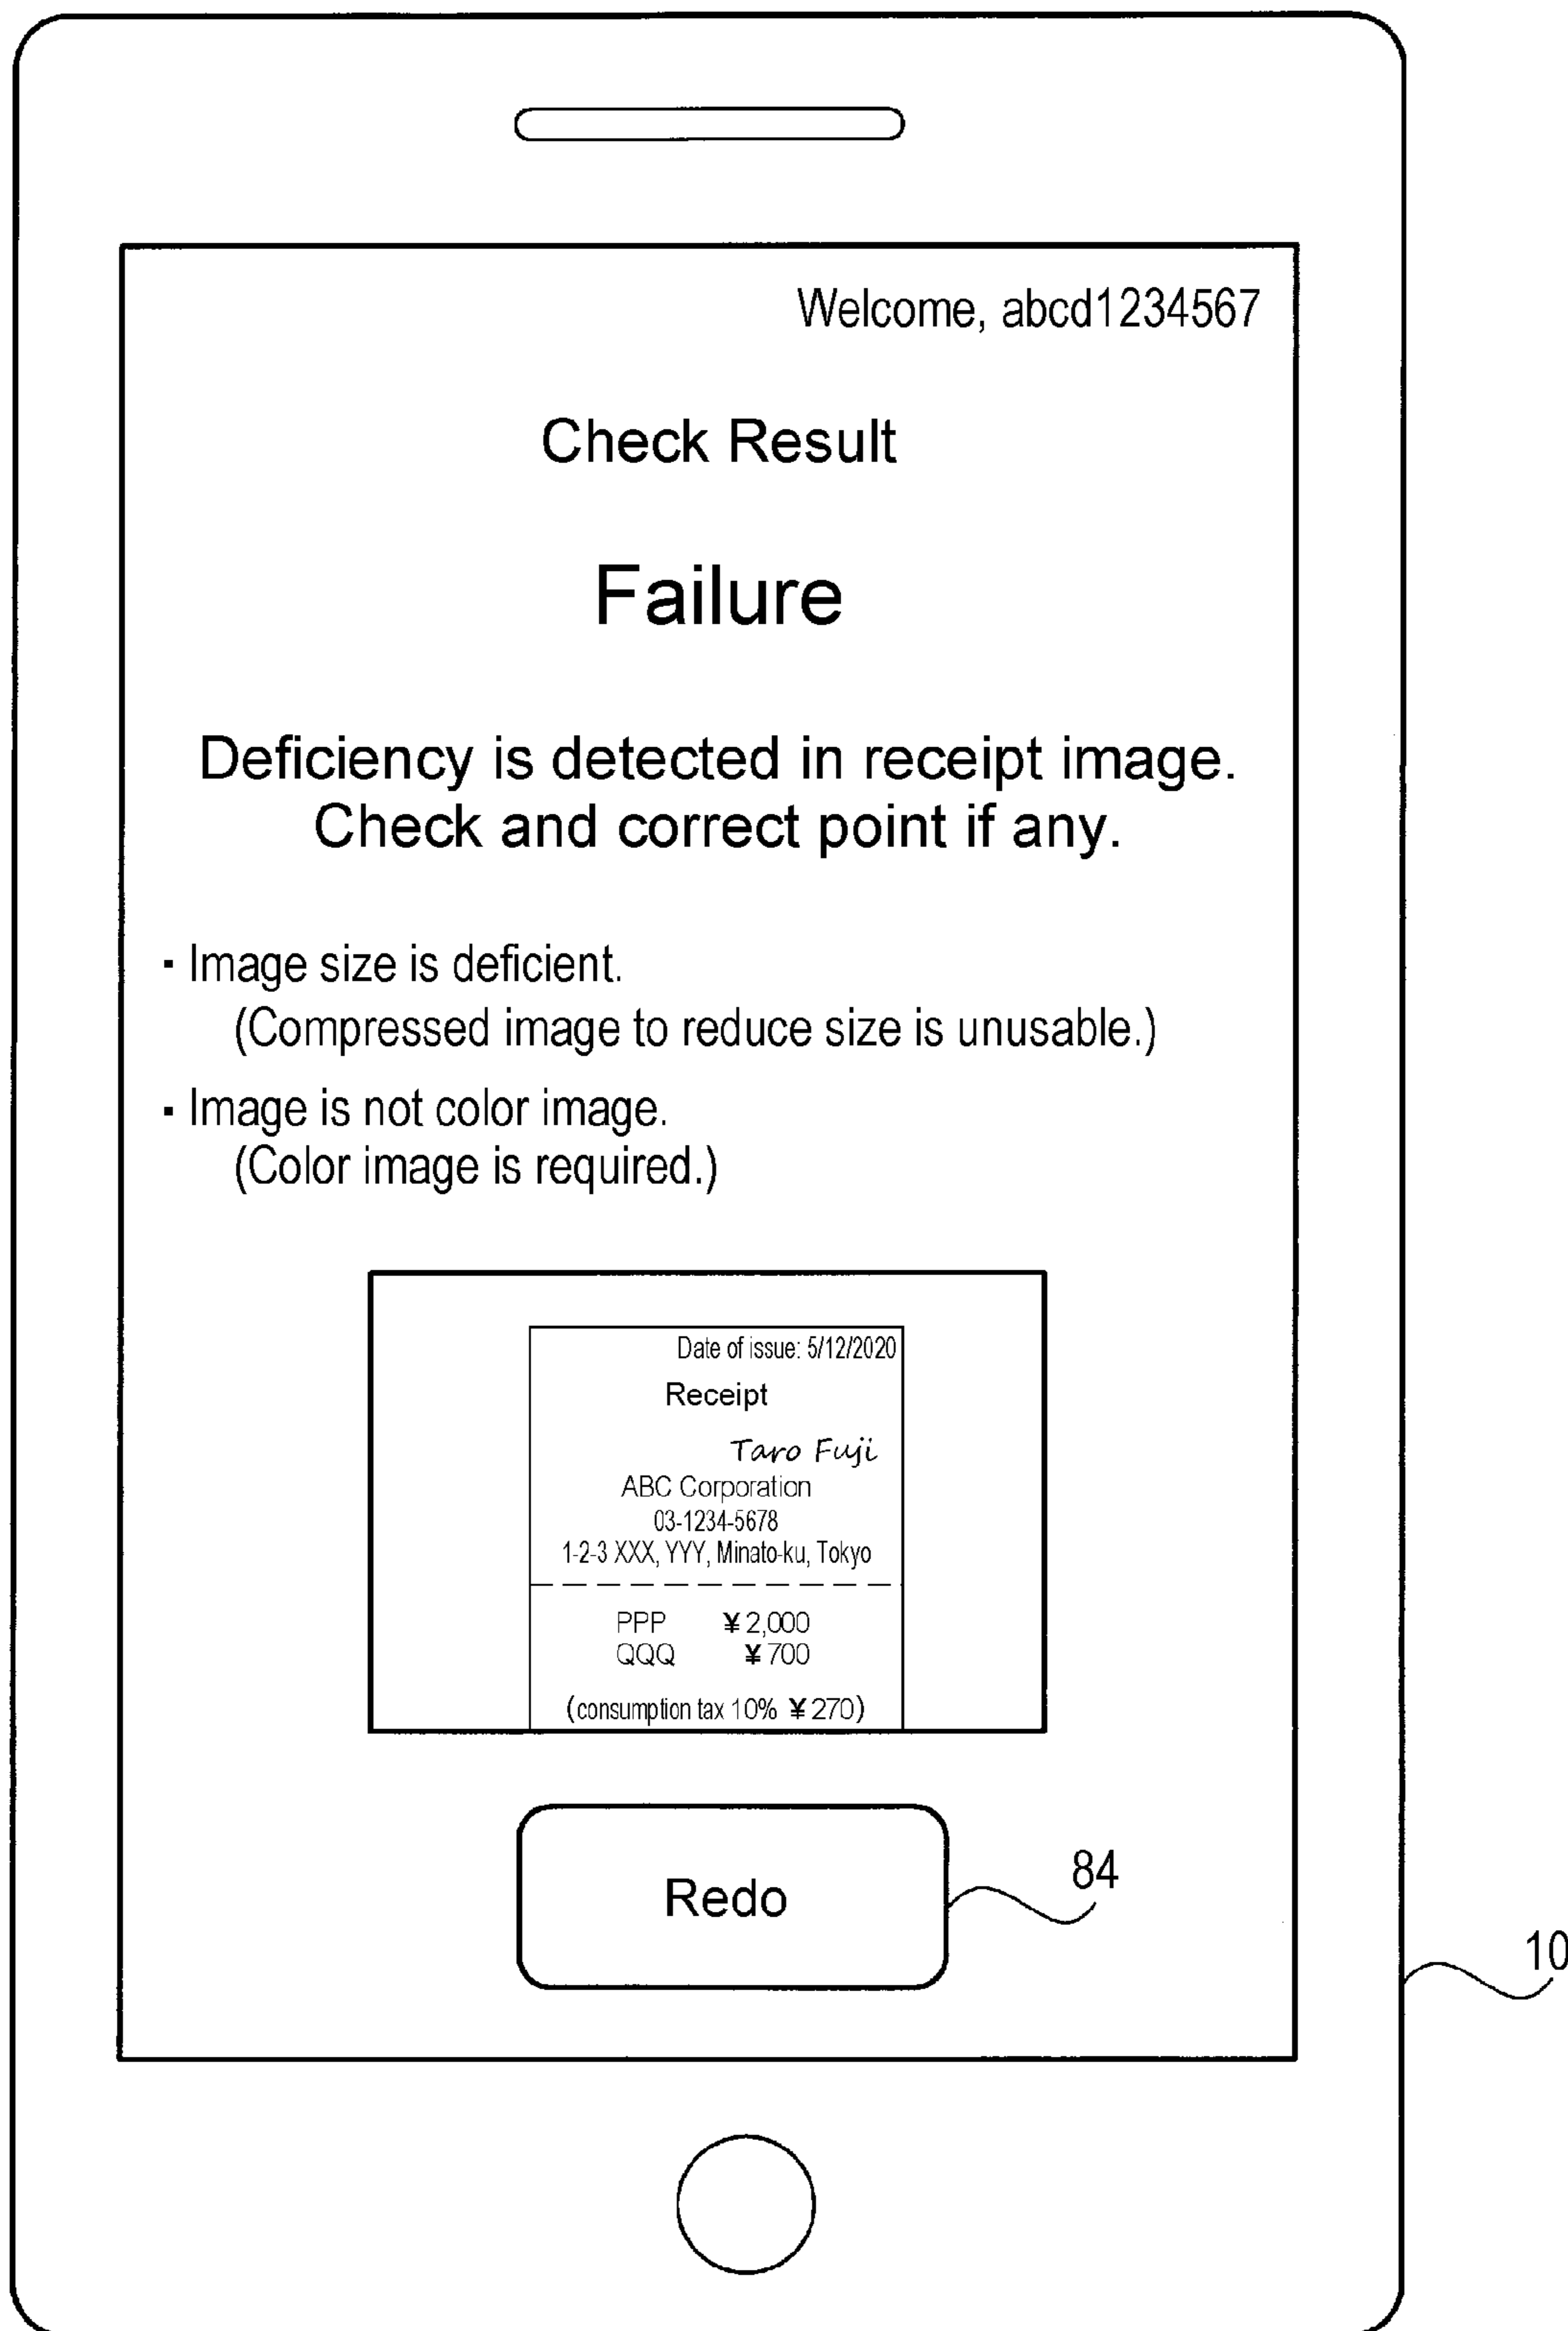 Welcome, abcd1234567
Check Result
Failure
Deficiency is detected in receipt image.
Check and correct point if any.
- Image size is deficient.
(Compressed image to reduce size is unusable.)
- Image is not color image.
(Color image is required.)
Date of issue: 5/12/2020
Receipt
Taro Fuji
ABC Corporation
03-1234-5678
1-2-3 XXX, YYY, Minato-ku, Tokyo
PPP ¥2,000
QQQ ¥700
(consumption tax 10% ¥270)
Redo
84
10